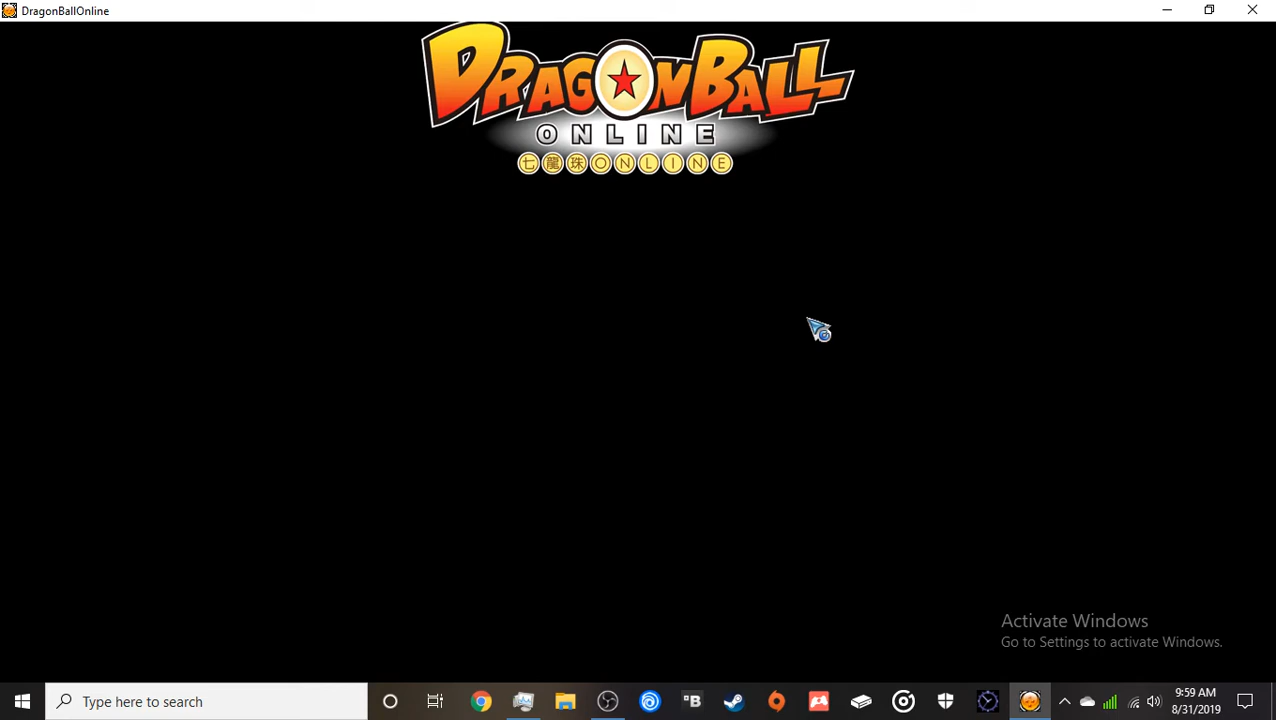 DragonBallOnline
DRAGONBALL
ONLINE
七龍珠ONLINE
Activate Windows
Go to Settings to activate Windows.
Type here to search
B
9:59 AM
8/31/2019